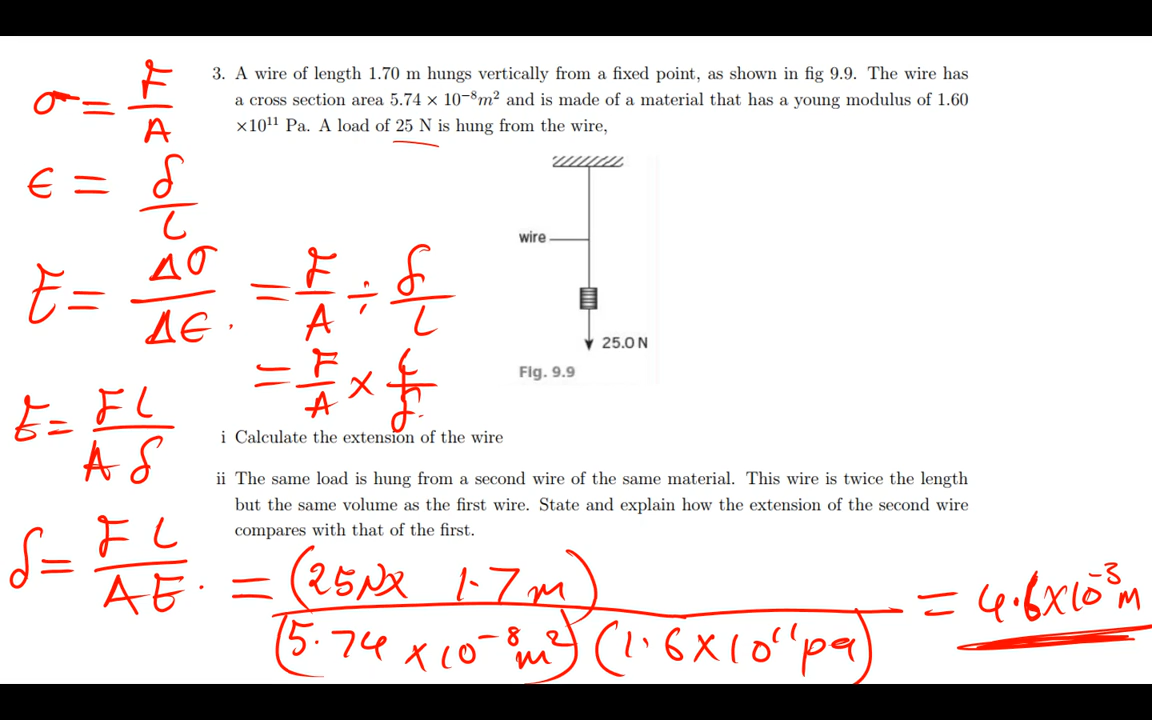 3. A wire of length 1.70 m hungs vertically from a fixed point, as shown in fig 9.9. The wire has
a cross section area 5.74 × 10⁻⁸m² and is made of a material that has a young modulus of 1.60
×10¹¹ Pa. A load of 25 N is hung from the wire,
wire
25.0 N
Fig. 9.9
i Calculate the extension of the wire
ii The same load is hung from a second wire of the same material. This wire is twice the length
but the same volume as the first wire. State and explain how the extension of the second wire
compares with that of the first.
σ = F/A
ϵ = δ/L
E = Δσ/Δϵ. = F/A ÷ δ/L
= F/A × L/δ.
E = FL/Aδ
δ = FL/AE. = (25N× 1.7m)/(5.74 ×10⁻⁸m²)(1.6×10¹¹pa) = 4.6×10⁻³m